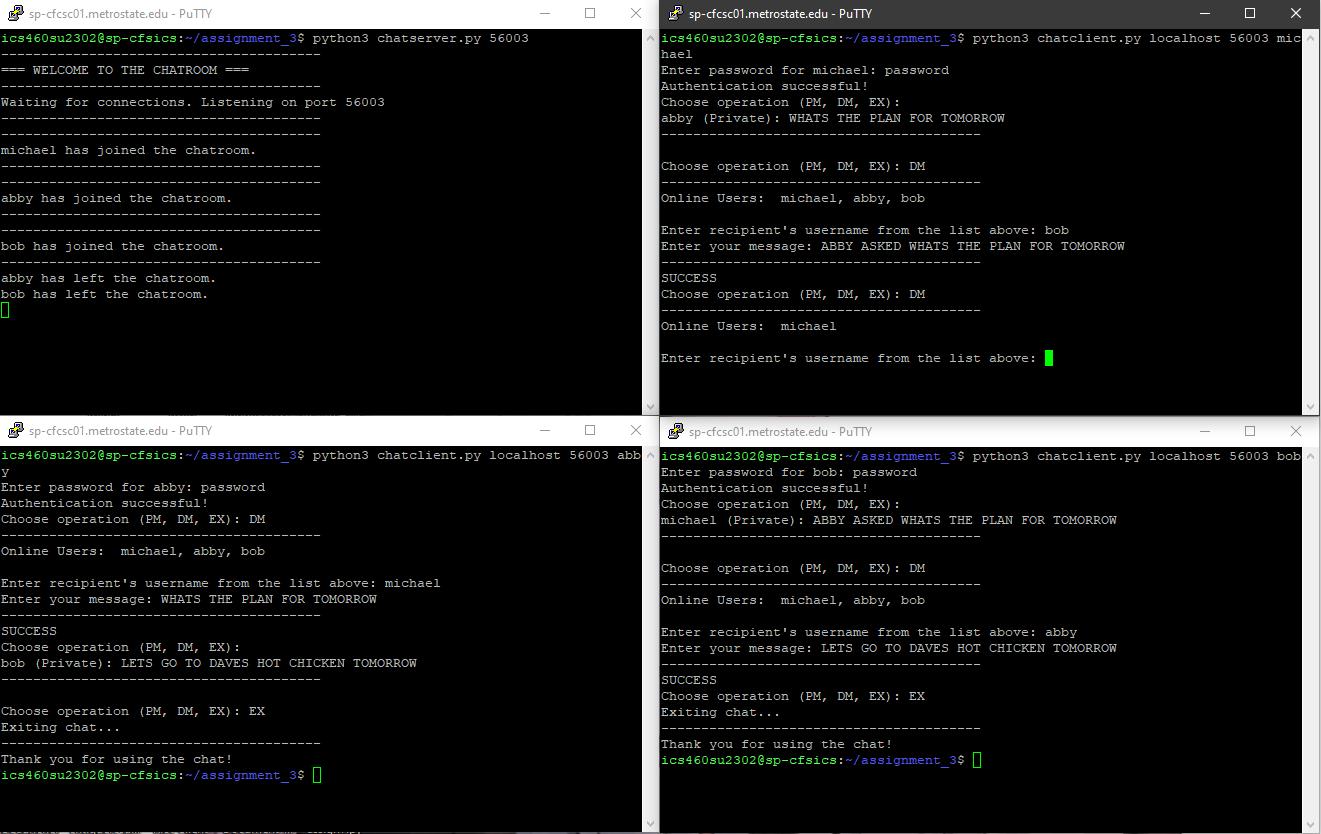 sp-cfcsc01.metrostate.edu - PuTTY
ics460su2302@sp-cfsics:~/assignment_3$ python3 chatserver.py 56003
----------------------------------------
=== WELCOME TO THE CHATROOM ===
----------------------------------------
Waiting for connections. Listening on port 56003
----------------------------------------
----------------------------------------
michael has joined the chatroom.
----------------------------------------
----------------------------------------
abby has joined the chatroom.
----------------------------------------
----------------------------------------
bob has joined the chatroom.
----------------------------------------
abby has left the chatroom.
bob has left the chatroom.
sp-cfcsc01.metrostate.edu - PuTTY
ics460su2302@sp-cfsics:~/assignment_3$ python3 chatclient.py localhost 56003 mic
hael
Enter password for michael: password
Authentication successful!
Choose operation (PM, DM, EX):
abby (Private): WHATS THE PLAN FOR TOMORROW
----------------------------------------
Choose operation (PM, DM, EX): DM
----------------------------------------
Online Users:  michael, abby, bob
Enter recipient's username from the list above: bob
Enter your message: ABBY ASKED WHATS THE PLAN FOR TOMORROW
----------------------------------------
SUCCESS
Choose operation (PM, DM, EX): DM
----------------------------------------
Online Users:  michael
Enter recipient's username from the list above:
sp-cfcsc01.metrostate.edu - PuTTY
ics460su2302@sp-cfsics:~/assignment_3$ python3 chatclient.py localhost 56003 abb
y
Enter password for abby: password
Authentication successful!
Choose operation (PM, DM, EX): DM
----------------------------------------
Online Users:  michael, abby, bob
Enter recipient's username from the list above: michael
Enter your message: WHATS THE PLAN FOR TOMORROW
----------------------------------------
SUCCESS
Choose operation (PM, DM, EX):
bob (Private): LETS GO TO DAVES HOT CHICKEN TOMORROW
----------------------------------------
Choose operation (PM, DM, EX): EX
Exiting chat...
----------------------------------------
Thank you for using the chat!
ics460su2302@sp-cfsics:~/assignment_3$
sp-cfcsc01.metrostate.edu - PuTTY
ics460su2302@sp-cfsics:~/assignment_3$ python3 chatclient.py localhost 56003 bob
Enter password for bob: password
Authentication successful!
Choose operation (PM, DM, EX):
michael (Private): ABBY ASKED WHATS THE PLAN FOR TOMORROW
----------------------------------------
Choose operation (PM, DM, EX): DM
----------------------------------------
Online Users:  michael, abby, bob
Enter recipient's username from the list above: abby
Enter your message: LETS GO TO DAVES HOT CHICKEN TOMORROW
----------------------------------------
SUCCESS
Choose operation (PM, DM, EX): EX
Exiting chat...
----------------------------------------
Thank you for using the chat!
ics460su2302@sp-cfsics:~/assignment_3$